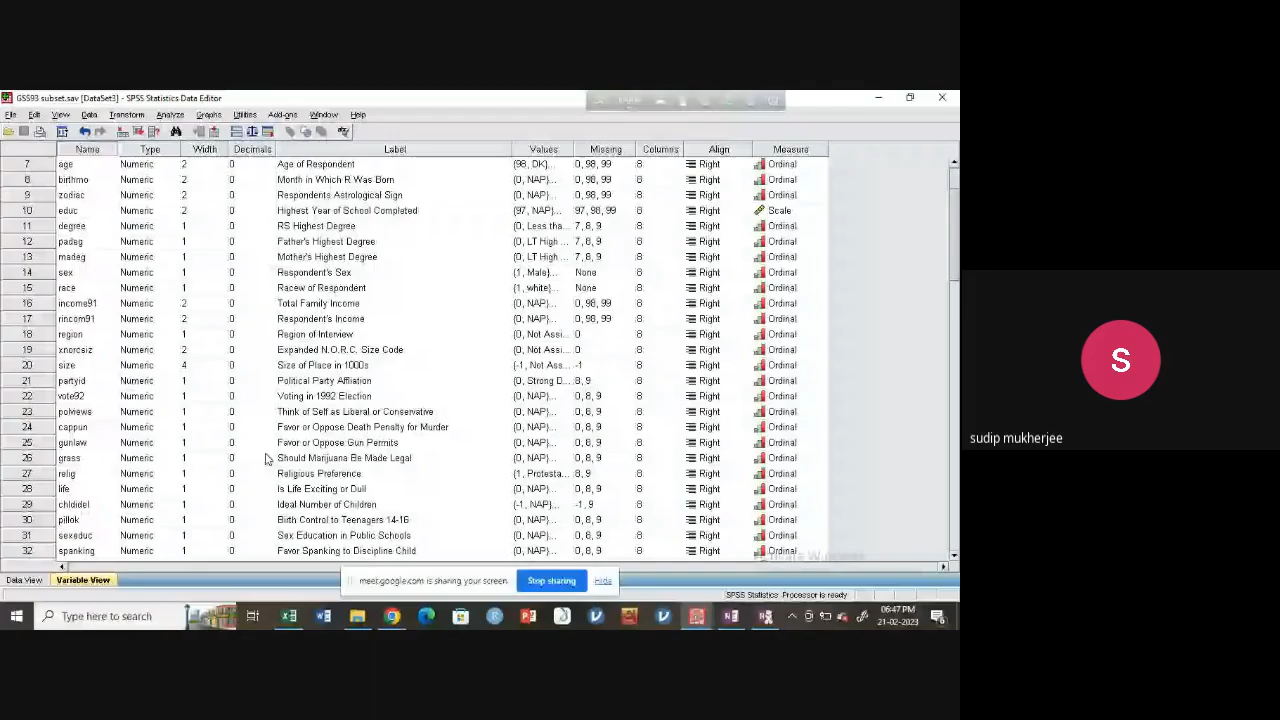 GSS93 subset.sav [DataSet3] - SPSS Statistics Data Editor
File Edit View Data Transform Analyze Graphs Utilities Add-ons Window Help
Name Type Width Decimals Label Values Missing Columns Align Measure
7 age Numeric 2 0 Age of Respondent {98, DK}... 0, 98, 99 8 Right Ordinal
8 birthmo Numeric 2 0 Month in Which R Was Born {0, NAP}... 0, 98, 99 8 Right Ordinal
9 zodiac Numeric 2 0 Respondents Astrological Sign {0, NAP}... 0, 98, 99 8 Right Ordinal
10 educ Numeric 2 0 Highest Year of School Completed {97, NAP}... 97, 98, 99 8 Right Scale
11 degree Numeric 1 0 RS Highest Degree {0, Less tha... 7, 8, 9 8 Right Ordinal
12 padeg Numeric 1 0 Father's Highest Degree {0, LT High ... 7, 8, 9 8 Right Ordinal
13 madeg Numeric 1 0 Mother's Highest Degree {0, LT High ... 7, 8, 9 8 Right Ordinal
14 sex Numeric 1 0 Respondent's Sex {1, Male}... None 8 Right Ordinal
15 race Numeric 1 0 Racew of Respondent {1, white}... None 8 Right Ordinal
16 income91 Numeric 2 0 Total Family Income {0, NAP}... 0, 98, 99 8 Right Ordinal
17 rincom91 Numeric 2 0 Respondent's Income {0, NAP}... 0, 98, 99 8 Right Ordinal
18 region Numeric 1 0 Region of Interview {0, Not Assi... 0 8 Right Ordinal
19 xnorcsiz Numeric 2 0 Expanded N.O.R.C. Size Code {0, Not Assi... 0 8 Right Ordinal
20 size Numeric 4 0 Size of Place in 1000s {-1, Not Ass... -1 8 Right Ordinal
21 partyid Numeric 1 0 Political Party Affliation {0, Strong D... 8, 9 8 Right Ordinal
22 vote92 Numeric 1 0 Voting in 1992 Election {0, NAP}... 0, 8, 9 8 Right Ordinal
23 polviews Numeric 1 0 Think of Self as Liberal or Conservative {0, NAP}... 0, 8, 9 8 Right Ordinal
24 cappun Numeric 1 0 Favor or Oppose Death Penalty for Murder {0, NAP}... 0, 8, 9 8 Right Ordinal
25 gunlaw Numeric 1 0 Favor or Oppose Gun Permits {0, NAP}... 0, 8, 9 8 Right Ordinal
26 grass Numeric 1 0 Should Marijuana Be Made Legal {0, NAP}... 0, 8, 9 8 Right Ordinal
27 relig Numeric 1 0 Religious Preference {1, Protesta... 8, 9 8 Right Ordinal
28 life Numeric 1 0 Is Life Exciting or Dull {0, NAP}... 0, 8, 9 8 Right Ordinal
29 chldidel Numeric 1 0 Ideal Number of Children {-1, NAP}... -1, 9 8 Right Ordinal
30 pillok Numeric 1 0 Birth Control to Teenagers 14-16 {0, NAP}... 0, 8, 9 8 Right Ordinal
31 sexeduc Numeric 1 0 Sex Education in Public Schools {0, NAP}... 0, 8, 9 8 Right Ordinal
32 spanking Numeric 1 0 Favor Spanking to Discipline Child {0, NAP}... 0, 8, 9 8 Right Ordinal
Data View Variable View
meet.google.com is sharing your screen. Stop sharing Hide
SPSS Statistics Processor is ready
Type here to search
06:47 PM
21-02-2023
S
sudip mukherjee